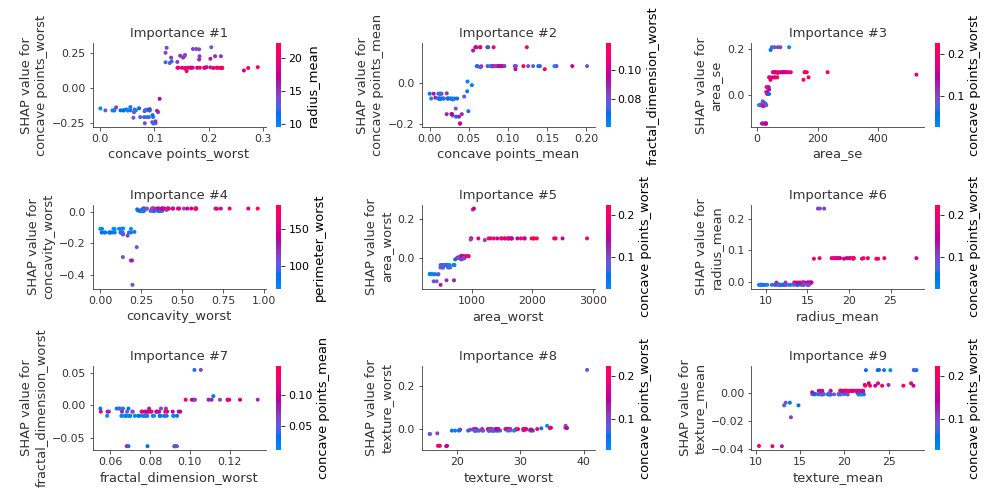 Importance #1
SHAP value for
concave points_worst
0.25
0.00
−0.25
0.0
0.1
0.2
0.3
concave points_worst
20
15
10
radius_mean
Importance #2
SHAP value for
concave points_mean
0.0
−0.2
0.00
0.05
0.10
0.15
0.20
concave points_mean
0.10
0.08
fractal_dimension_worst
Importance #3
SHAP value for
area_se
0.2
0.0
0
200
400
area_se
0.2
0.1
concave points_worst
Importance #4
SHAP value for
concavity_worst
0.0
−0.2
−0.4
0.00
0.25
0.50
0.75
1.00
concavity_worst
150
100
perimeter_worst
Importance #5
SHAP value for
area_worst
0.2
0.0
1000
2000
3000
area_worst
0.2
0.1
concave points_worst
Importance #6
SHAP value for
radius_mean
0.2
0.1
0.0
10
15
20
25
radius_mean
0.2
0.1
concave points_worst
Importance #7
SHAP value for
fractal_dimension_worst
0.05
0.00
−0.05
0.06
0.08
0.10
0.12
fractal_dimension_worst
0.10
0.05
concave points_mean
Importance #8
SHAP value for
texture_worst
0.2
0.0
20
30
40
texture_worst
0.2
0.1
concave points_worst
Importance #9
SHAP value for
texture_mean
0.00
−0.02
−0.04
10
15
20
25
texture_mean
0.2
0.1
concave points_worst